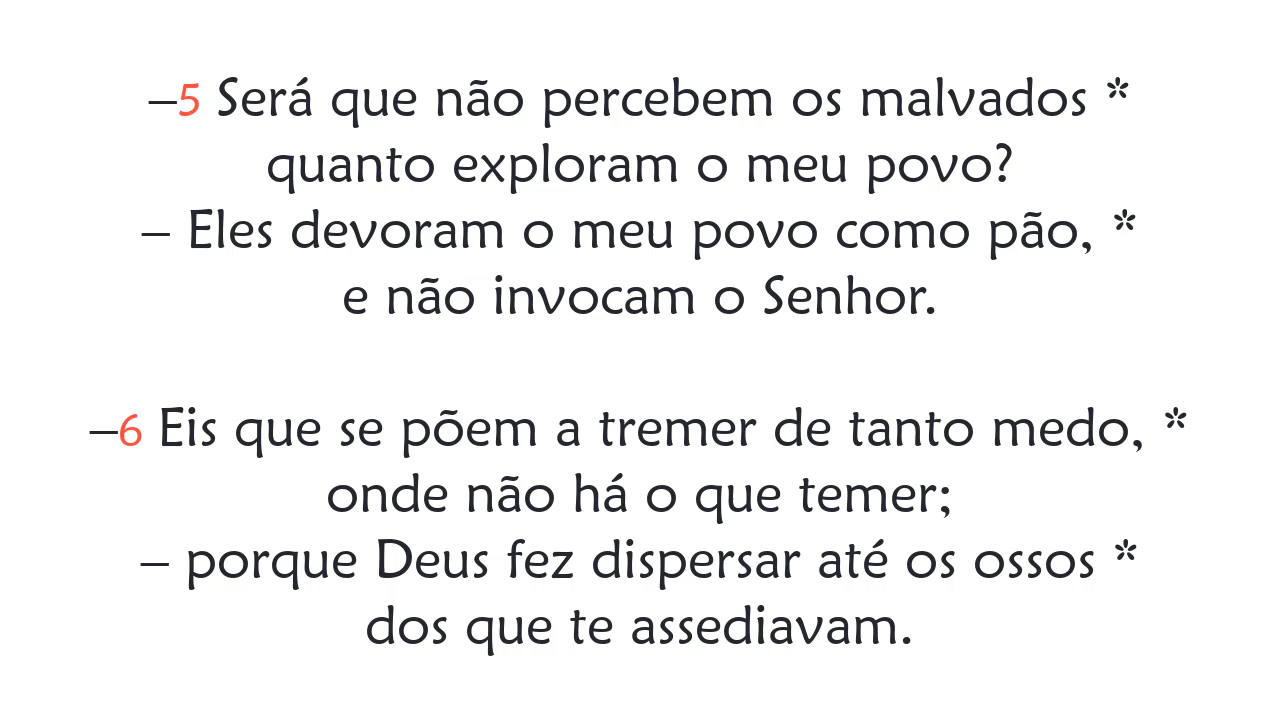 –5 Será que não percebem os malvados *
quanto exploram o meu povo?
– Eles devoram o meu povo como pão, *
e não invocam o Senhor.
–6 Eis que se põem a tremer de tanto medo, *
onde não há o que temer;
– porque Deus fez dispersar até os ossos *
dos que te assediavam.